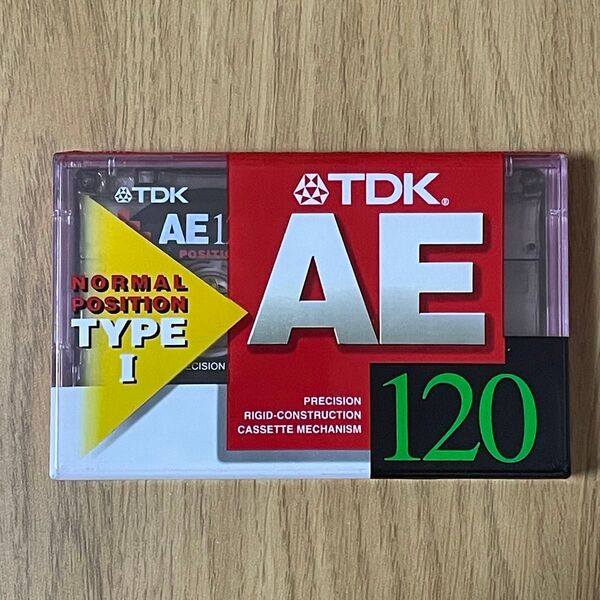 TDK
AE
NORMAL
POSITION
TYPE
I
TDK®
AE
PRECISION
RIGID-CONSTRUCTION
CASSETTE MECHANISM
120